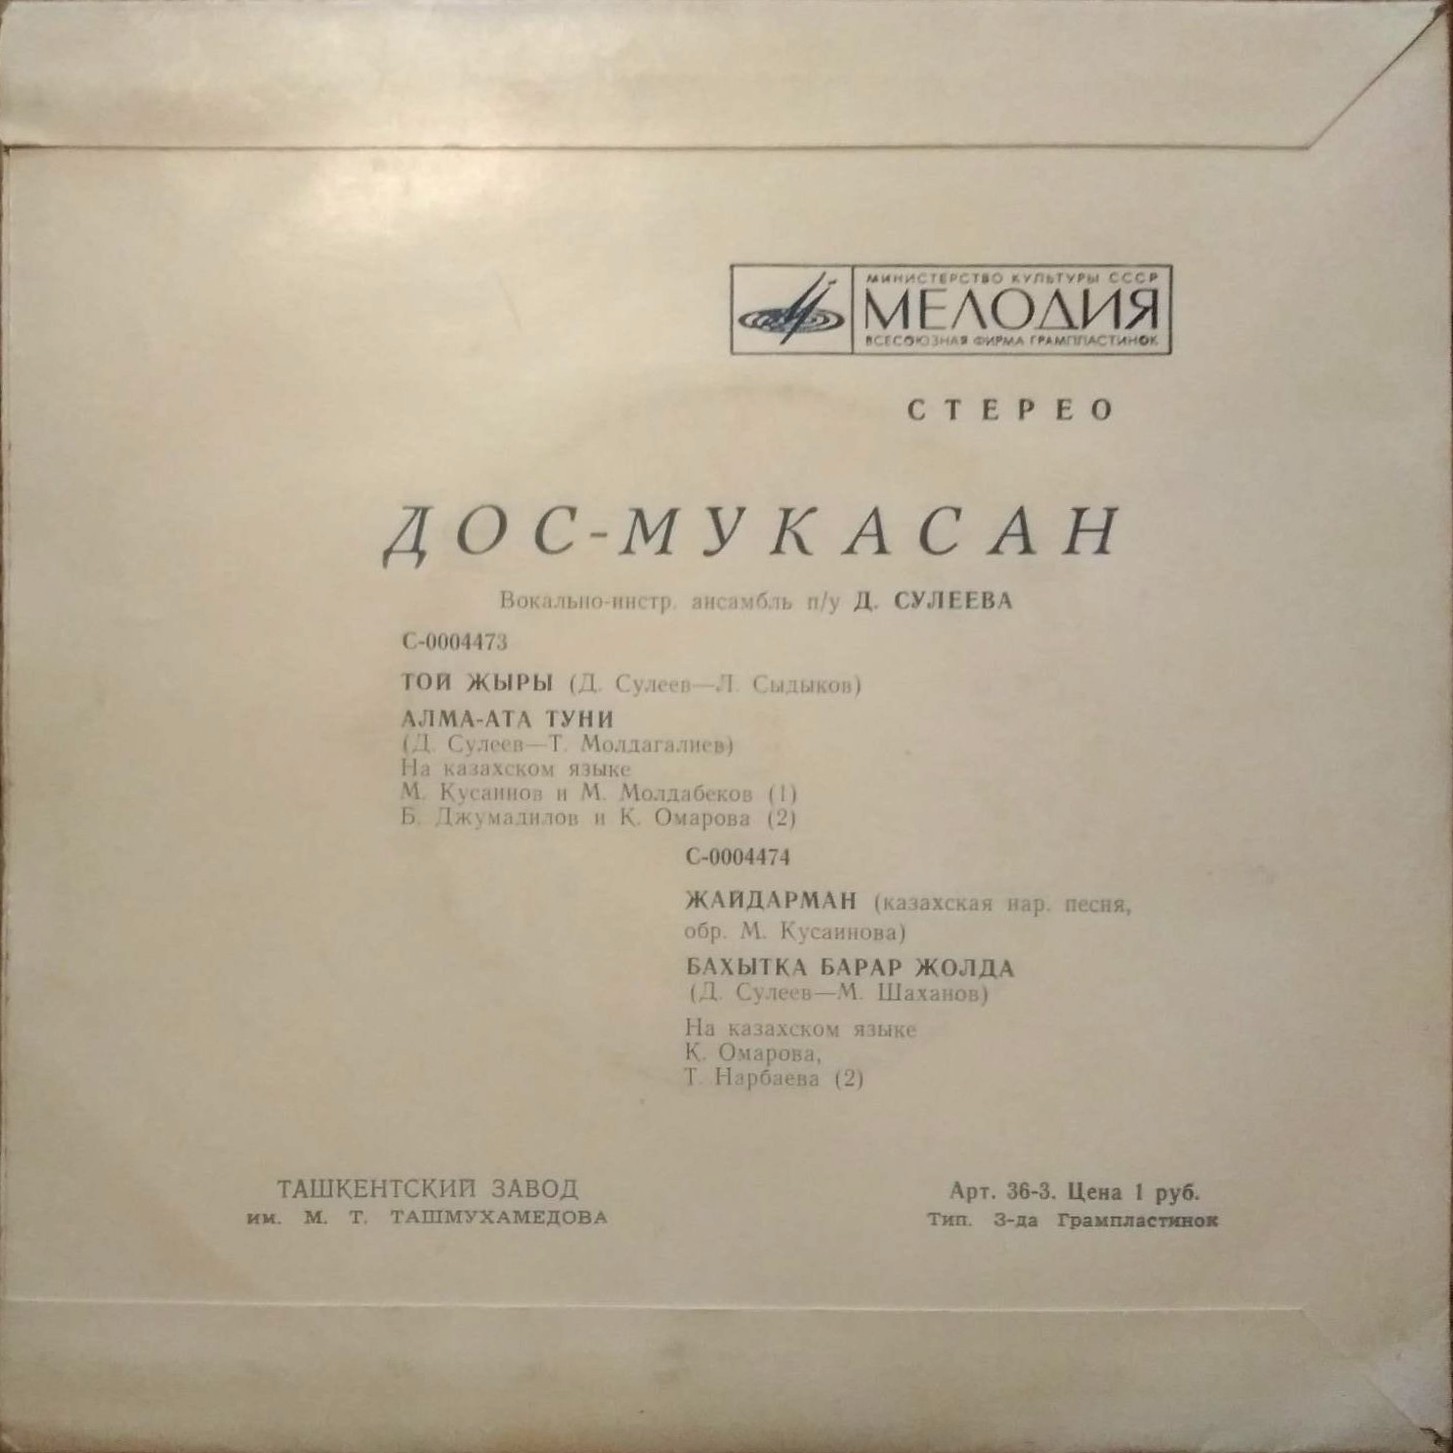 МИНИСТЕРСТВО КУЛЬТУРЫ СССР
МЕЛОДИЯ
ВСЕСОЮЗНАЯ ФИРМА ГРАМПЛАСТИНОК
СТЕРЕО
ДОС-МУКАСАН
Вокально-инстр. ансамбль п/у Д. СУЛЕЕВА
С-0004473
ТОЙ ЖЫРЫ (Д. Сулеев—Л. Сыдыков)
АЛМА-АТА ТУНИ
(Д. Сулеев—Т. Молдагалиев)
На казахском языке
М. Кусаинов и М. Молдабеков (1)
Б. Джумадилов и К. Омарова (2)
С-0004474
ЖАЙДАРМАН (казахская нар. песня,
обр. М. Кусаинова)
БАХЫТКА БАРАР ЖОЛДА
(Д. Сулеев—М. Шаханов)
На казахском языке
К. Омарова,
Т. Нарбаева (2)
ТАШКЕНТСКИЙ ЗАВОД
им. М. Т. ТАШМУХАМЕДОВА
Арт. 36-3. Цена 1 руб.
Тип. З-да Грампластинок